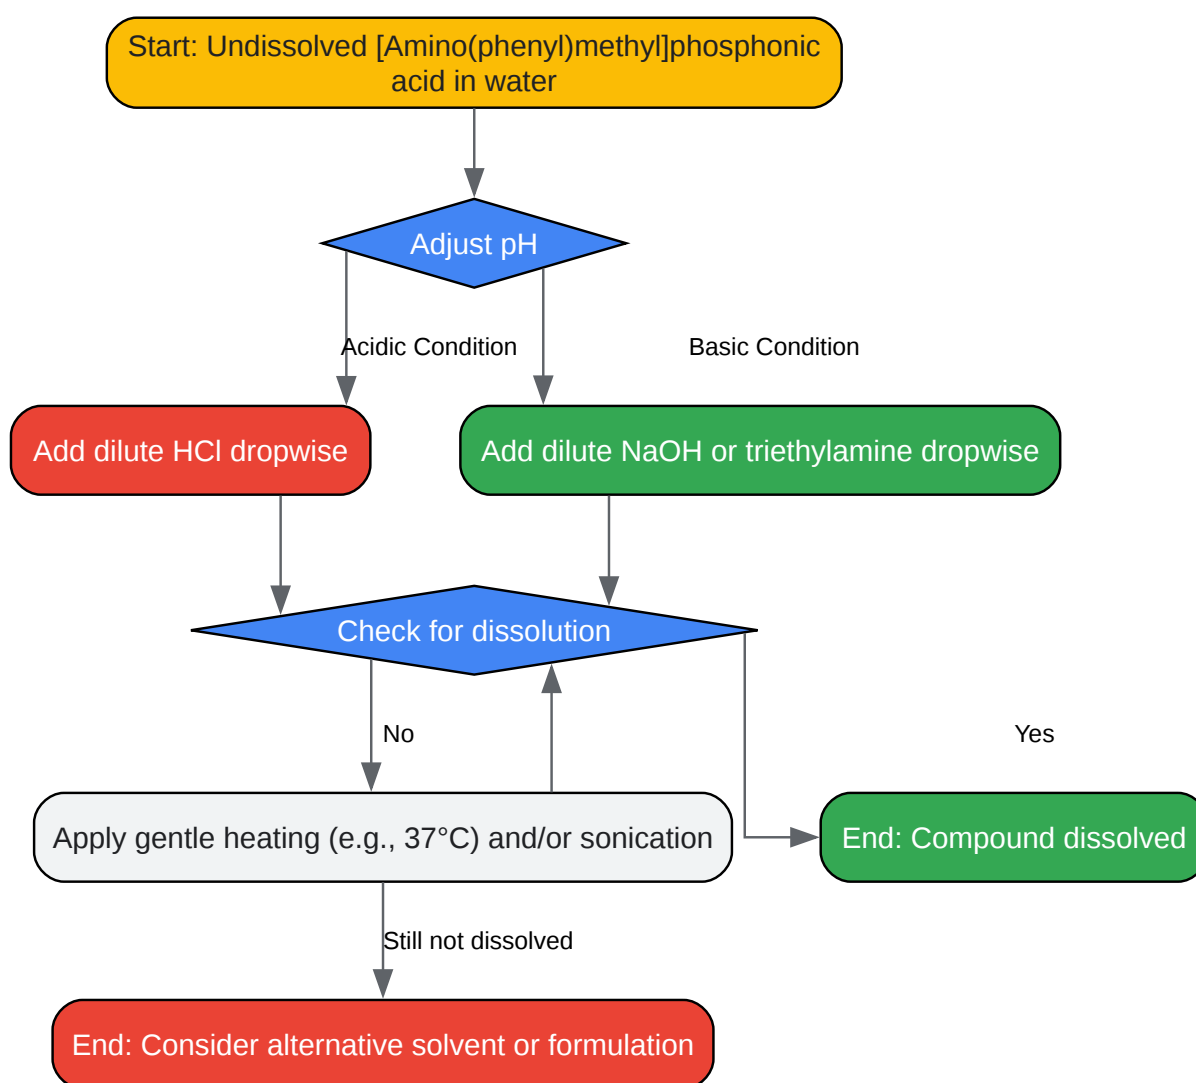 Start: Undissolved [Amino(phenyl)methyl]phosphonic
acid in water
Adjust pH
Acidic Condition
Basic Condition
Add dilute HCl dropwise
Add dilute NaOH or triethylamine dropwise
Check for dissolution
No
Yes
Apply gentle heating (e.g., 37°C) and/or sonication
End: Compound dissolved
Still not dissolved
End: Consider alternative solvent or formulation